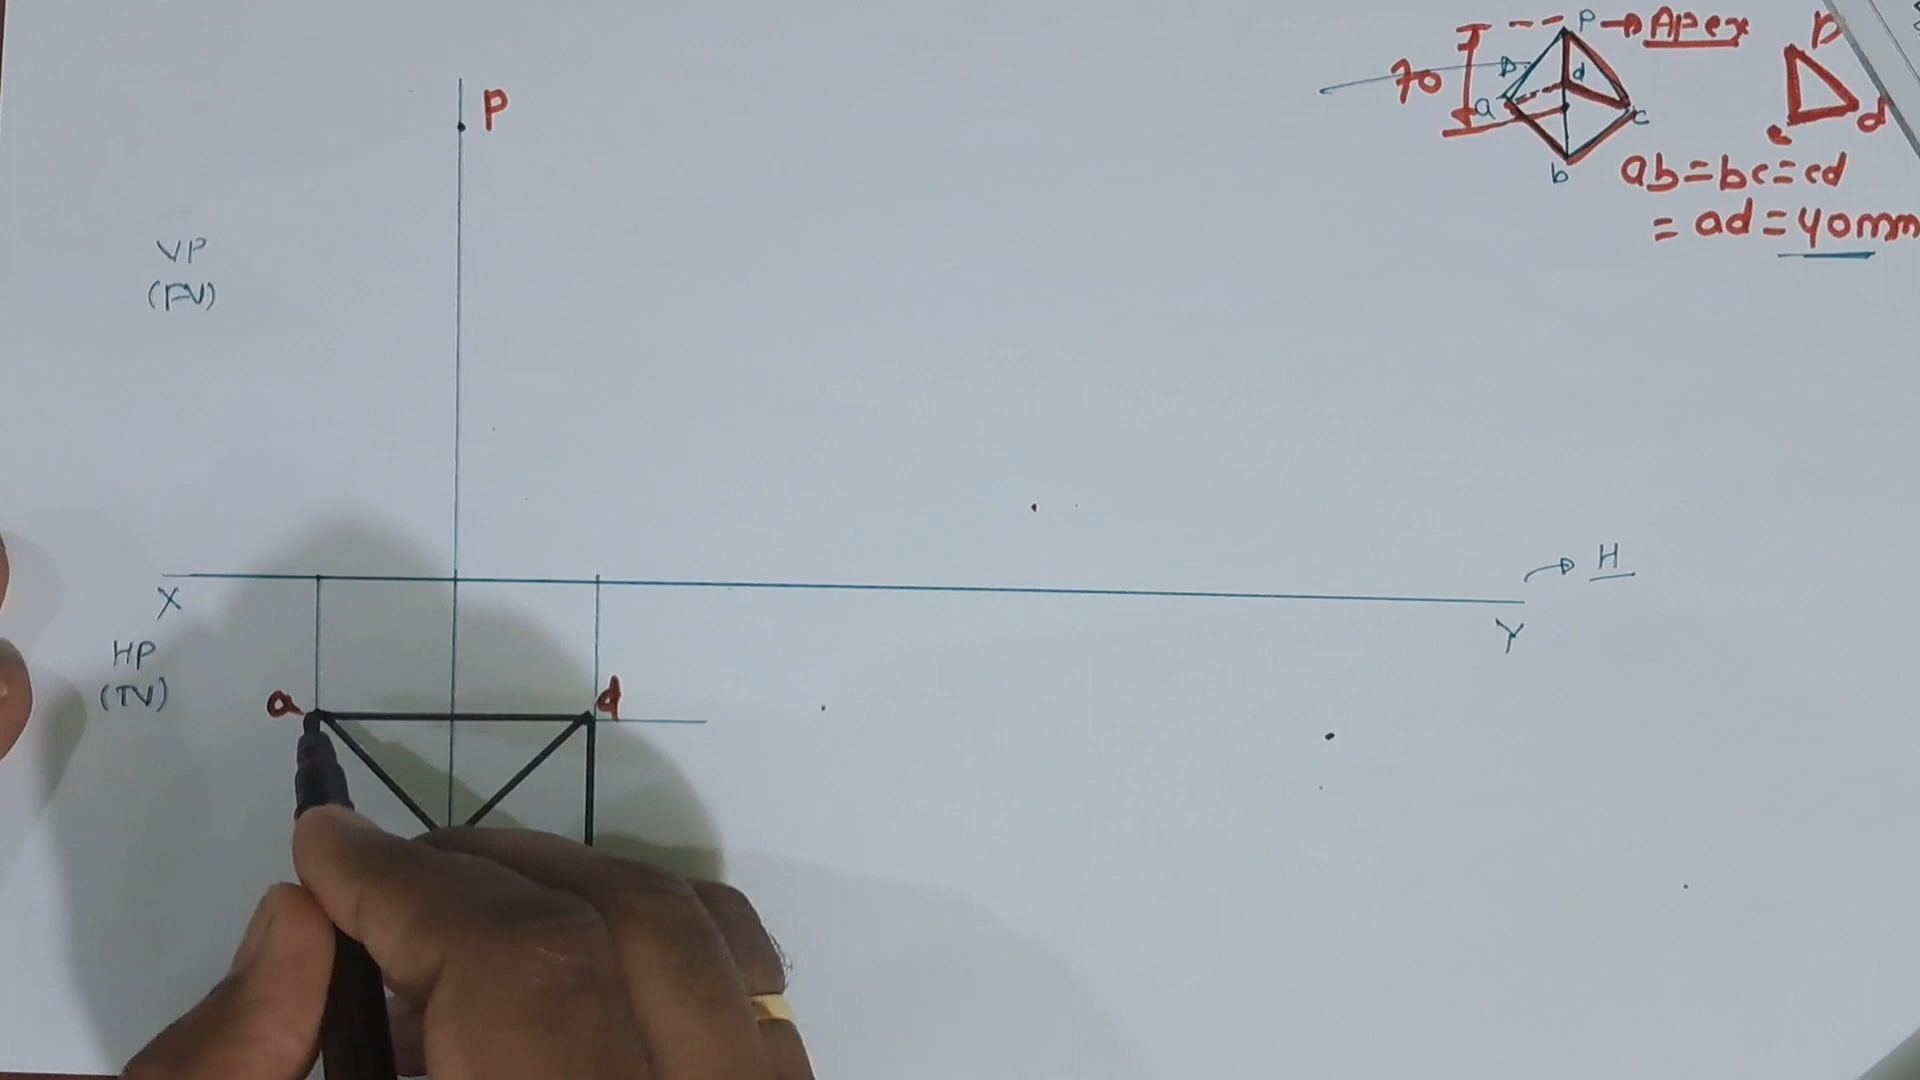 P → Apex
p
70
p
d
a
c
c
d
b
ab = bc = cd
= ad = 40mm
P
VP
(FV)
H
X
Y
HP
(TV)
a
d